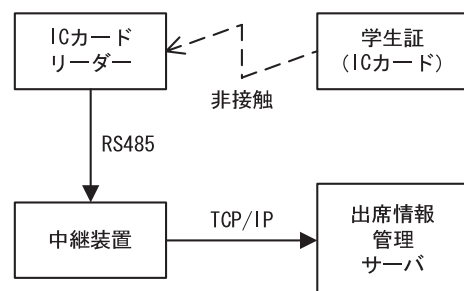 ICカード
リーダー
学生証
(ICカード)
非接触
RS485
中継装置
TCP/IP
出席情報
管理
サーバ